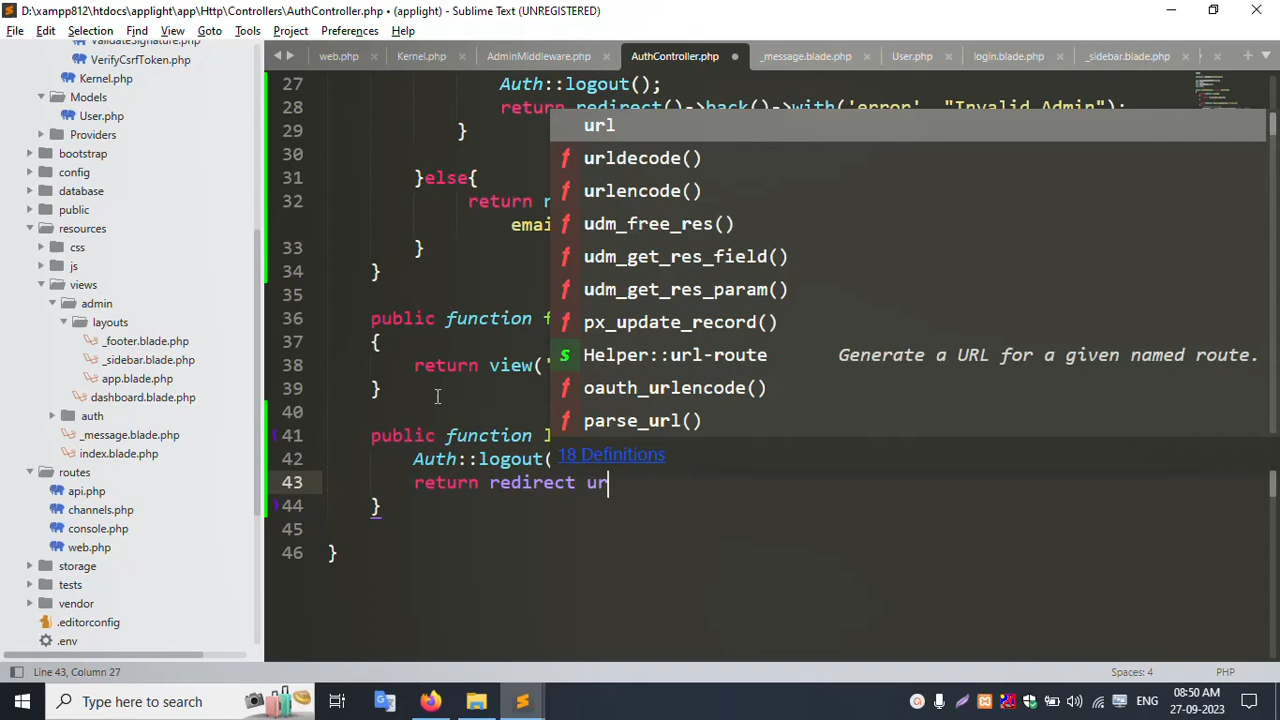 D:\xampp812\htdocs\applight\app\Http\Controllers\AuthController.php • (applight) - Sublime Text (UNREGISTERED)
File Edit Selection Find View Goto Tools Project Preferences Help
web.php Kernel.php AdminMiddleware.php AuthController.php _message.blade.php User.php login.blade.php _sidebar.blade.php
VerifyCsrfToken.php
Kernel.php
Models
User.php
Providers
bootstrap
config
database
public
resources
css
js
views
admin
layouts
_footer.blade.php
_sidebar.blade.php
app.blade.php
dashboard.blade.php
auth
_message.blade.php
index.blade.php
routes
api.php
channels.php
console.php
web.php
storage
tests
vendor
.editorconfig
.env
27 Auth::logout();
28 return redirect()->back()->with('error', "Invalid Admin");
29 }
30
31 }else{
32 return
emai
33 }
34 }
35
36 public function f
37 {
38 return view('
39 }
40
41 public function l
42 Auth::logout(
43 return redirect ur
44 }
45
46 }
url
f urldecode()
f urlencode()
f udm_free_res()
f udm_get_res_field()
f udm_get_res_param()
f px_update_record()
s Helper::url-route Generate a URL for a given named route.
f oauth_urlencode()
f parse_url()
18 Definitions
Line 43, Column 27 Spaces: 4 PHP
Type here to search
ENG
08:50 AM
27-09-2023